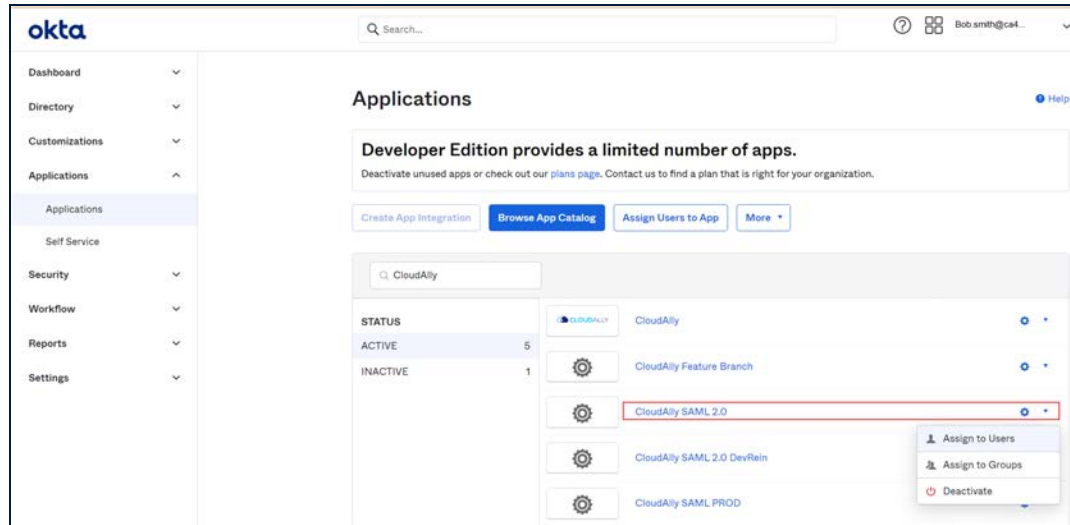 okta
Search...
Bob.smith@ca4...
Dashboard
Directory
Customizations
Applications
Applications
Self Service
Security
Workflow
Reports
Settings
Applications
Help
Developer Edition provides a limited number of apps.
Deactivate unused apps or check out our plans page. Contact us to find a plan that is right for your organization.
Create App Integration
Browse App Catalog
Assign Users to App
More
CloudAlly
STATUS
ACTIVE 5
INACTIVE 1
CLOUDALLY
CloudAlly
CloudAlly Feature Branch
CloudAlly SAML 2.0
Assign to Users
Assign to Groups
Deactivate
CloudAlly SAML 2.0 DevRein
CloudAlly SAML PROD